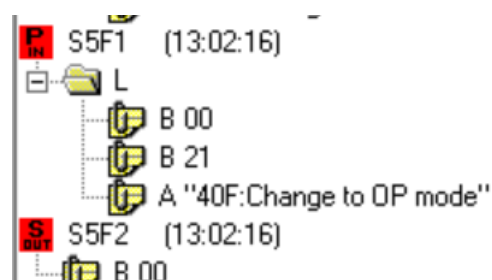 P IN S5F1 (13:02:16)
L
B 00
B 21
A "40F:Change to OP mode"
S OUT S5F2 (13:02:16)
B 00